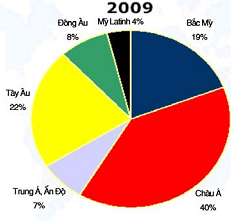 2009
Đông Âu
8%
Mỹ Latinh 4%
Bắc Mỹ
19%
Tây Âu
22%
Trung Á, Ấn Độ
7%
Châu Á
40%